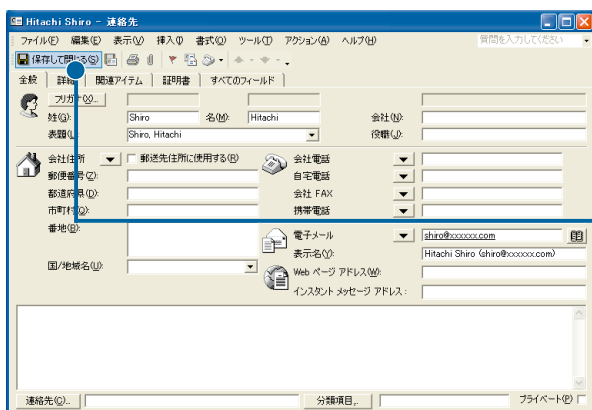 Hitachi Shiro - 連絡先
ファイル(F) 編集(E) 表示(V) 挿入(I) 書式(O) ツール(T) アクション(A) ヘルプ(H) 質問を入力してください
保存して閉じる(S)
全般 詳細 関連アイテム 証明書 すべてのフィールド
フリガナ(X)...
姓(G): Shiro 名(M): Hitachi 会社(N):
表題(L): Shiro, Hitachi 役職(J):
会社住所 郵送先住所に使用する(R) 会社電話
郵便番号(Z): 自宅電話
都道府県(D): 会社 FAX
市町村(Q): 携帯電話
番地(B): 電子メール shiro@xxxxxx.com
表示名(Y): Hitachi Shiro (shiro@xxxxxx.com)
国/地域名(U): Web ページ アドレス(W):
インスタント メッセージ アドレス:
連絡先(C)... 分類項目... プライベート(P)